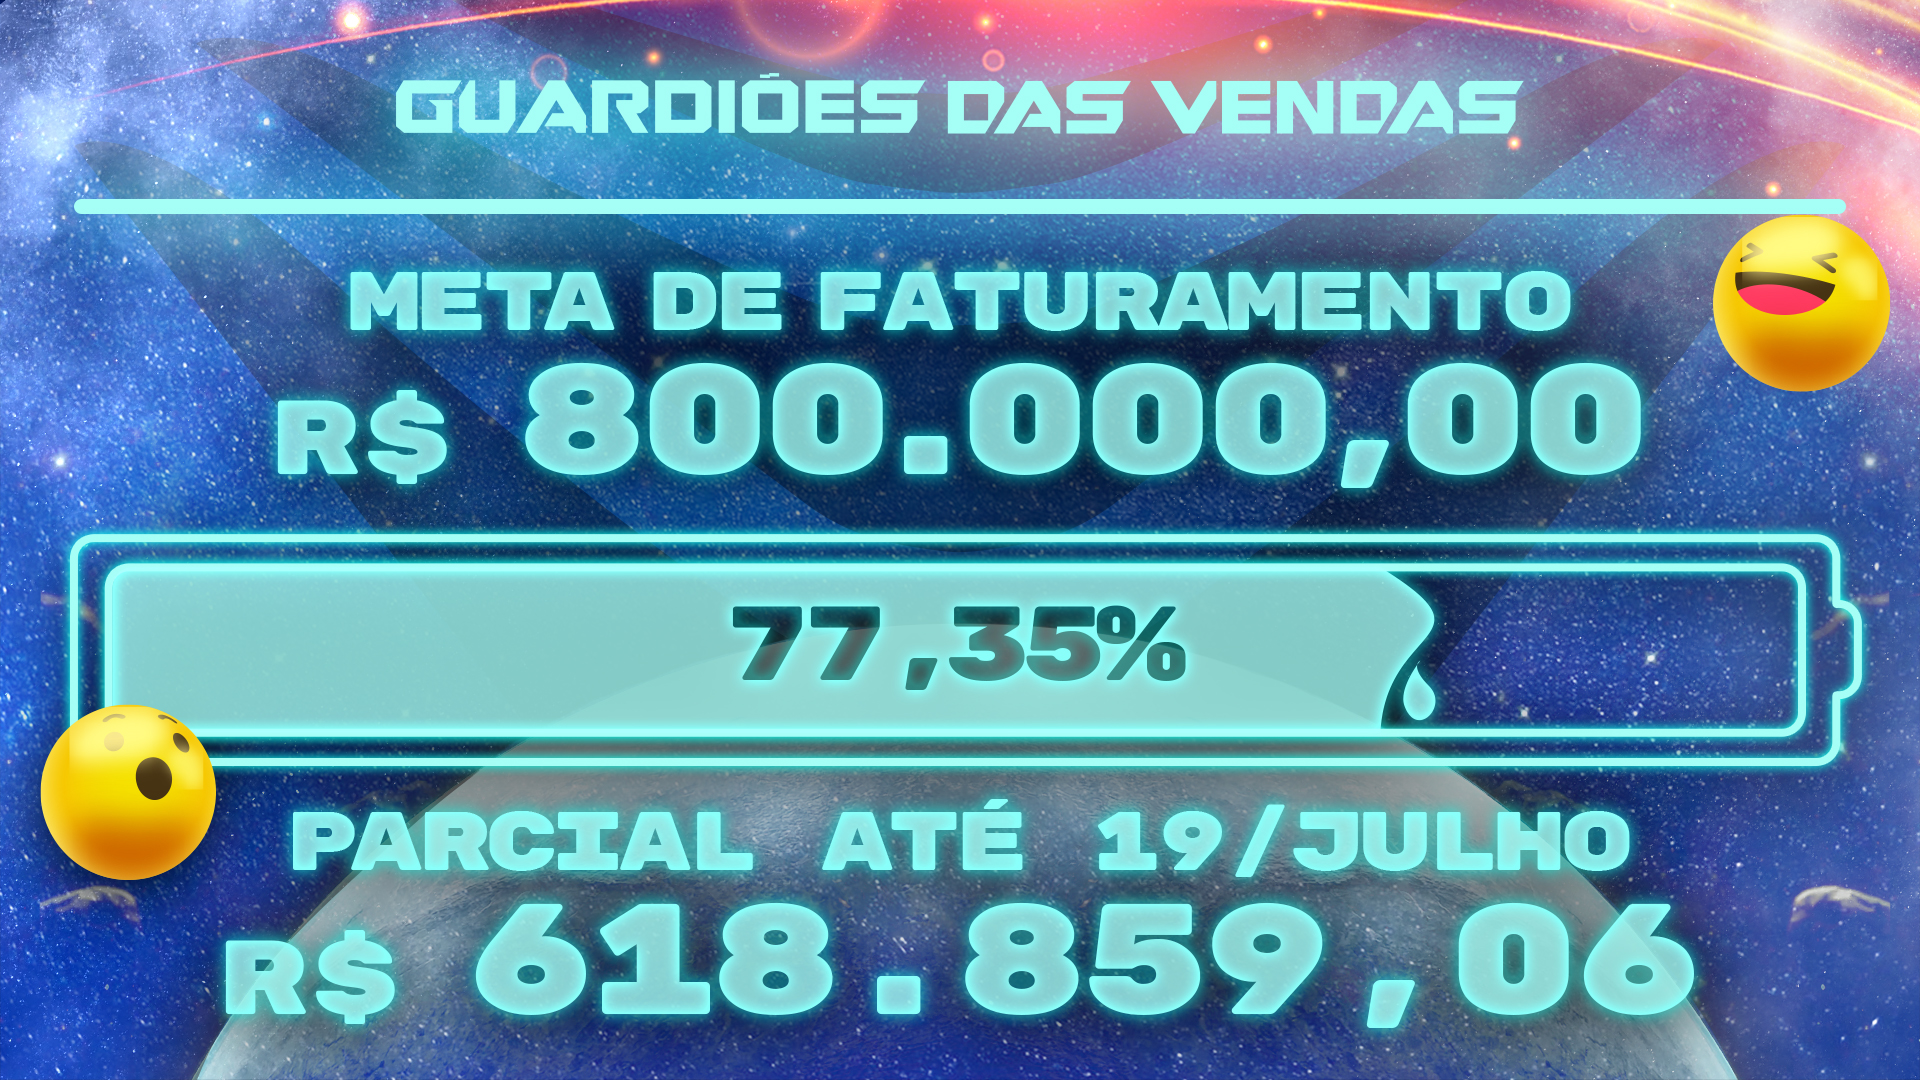 GUARDIÕES DAS VENDAS
META DE FATURAMENTO
R$ 800.000,00
77,35%
PARCIAL ATÉ 19/JULHO
R$ 618.859,06